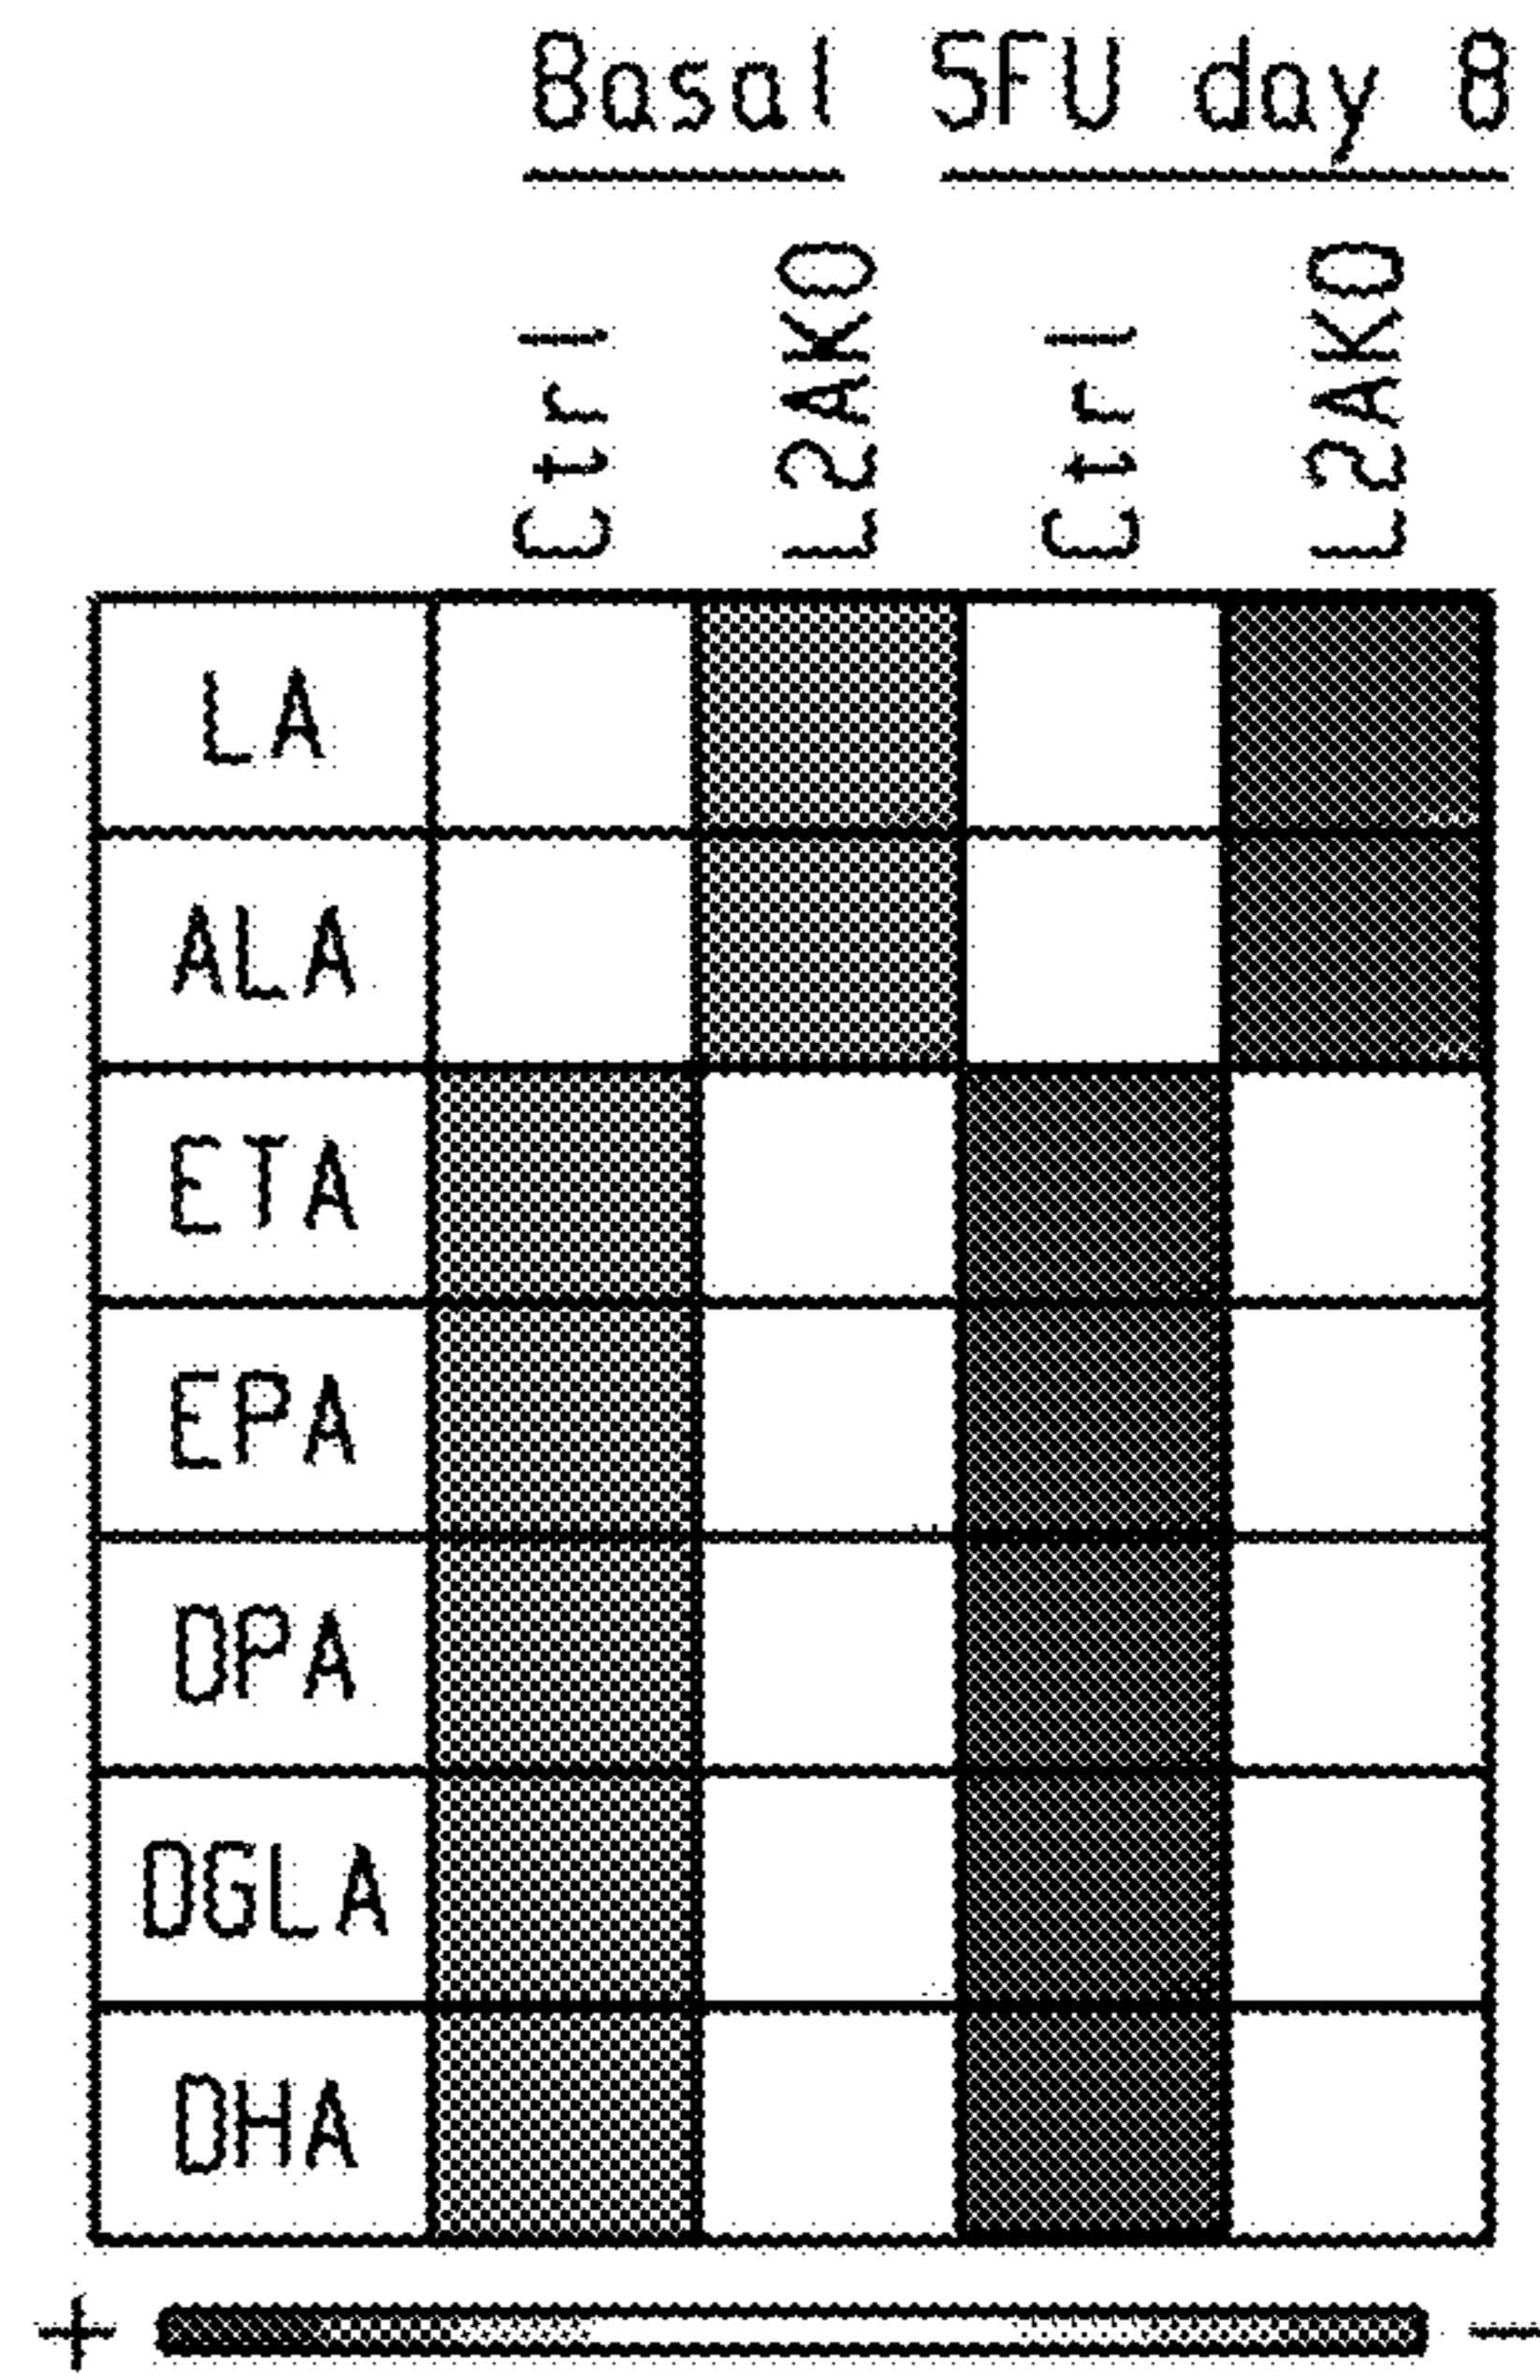 Basal 5FU day 8
Ctrl L2AKO Ctrl L2AKO
LA
ALA
ETA
EPA
DPA
DGLA
DHA
+ −